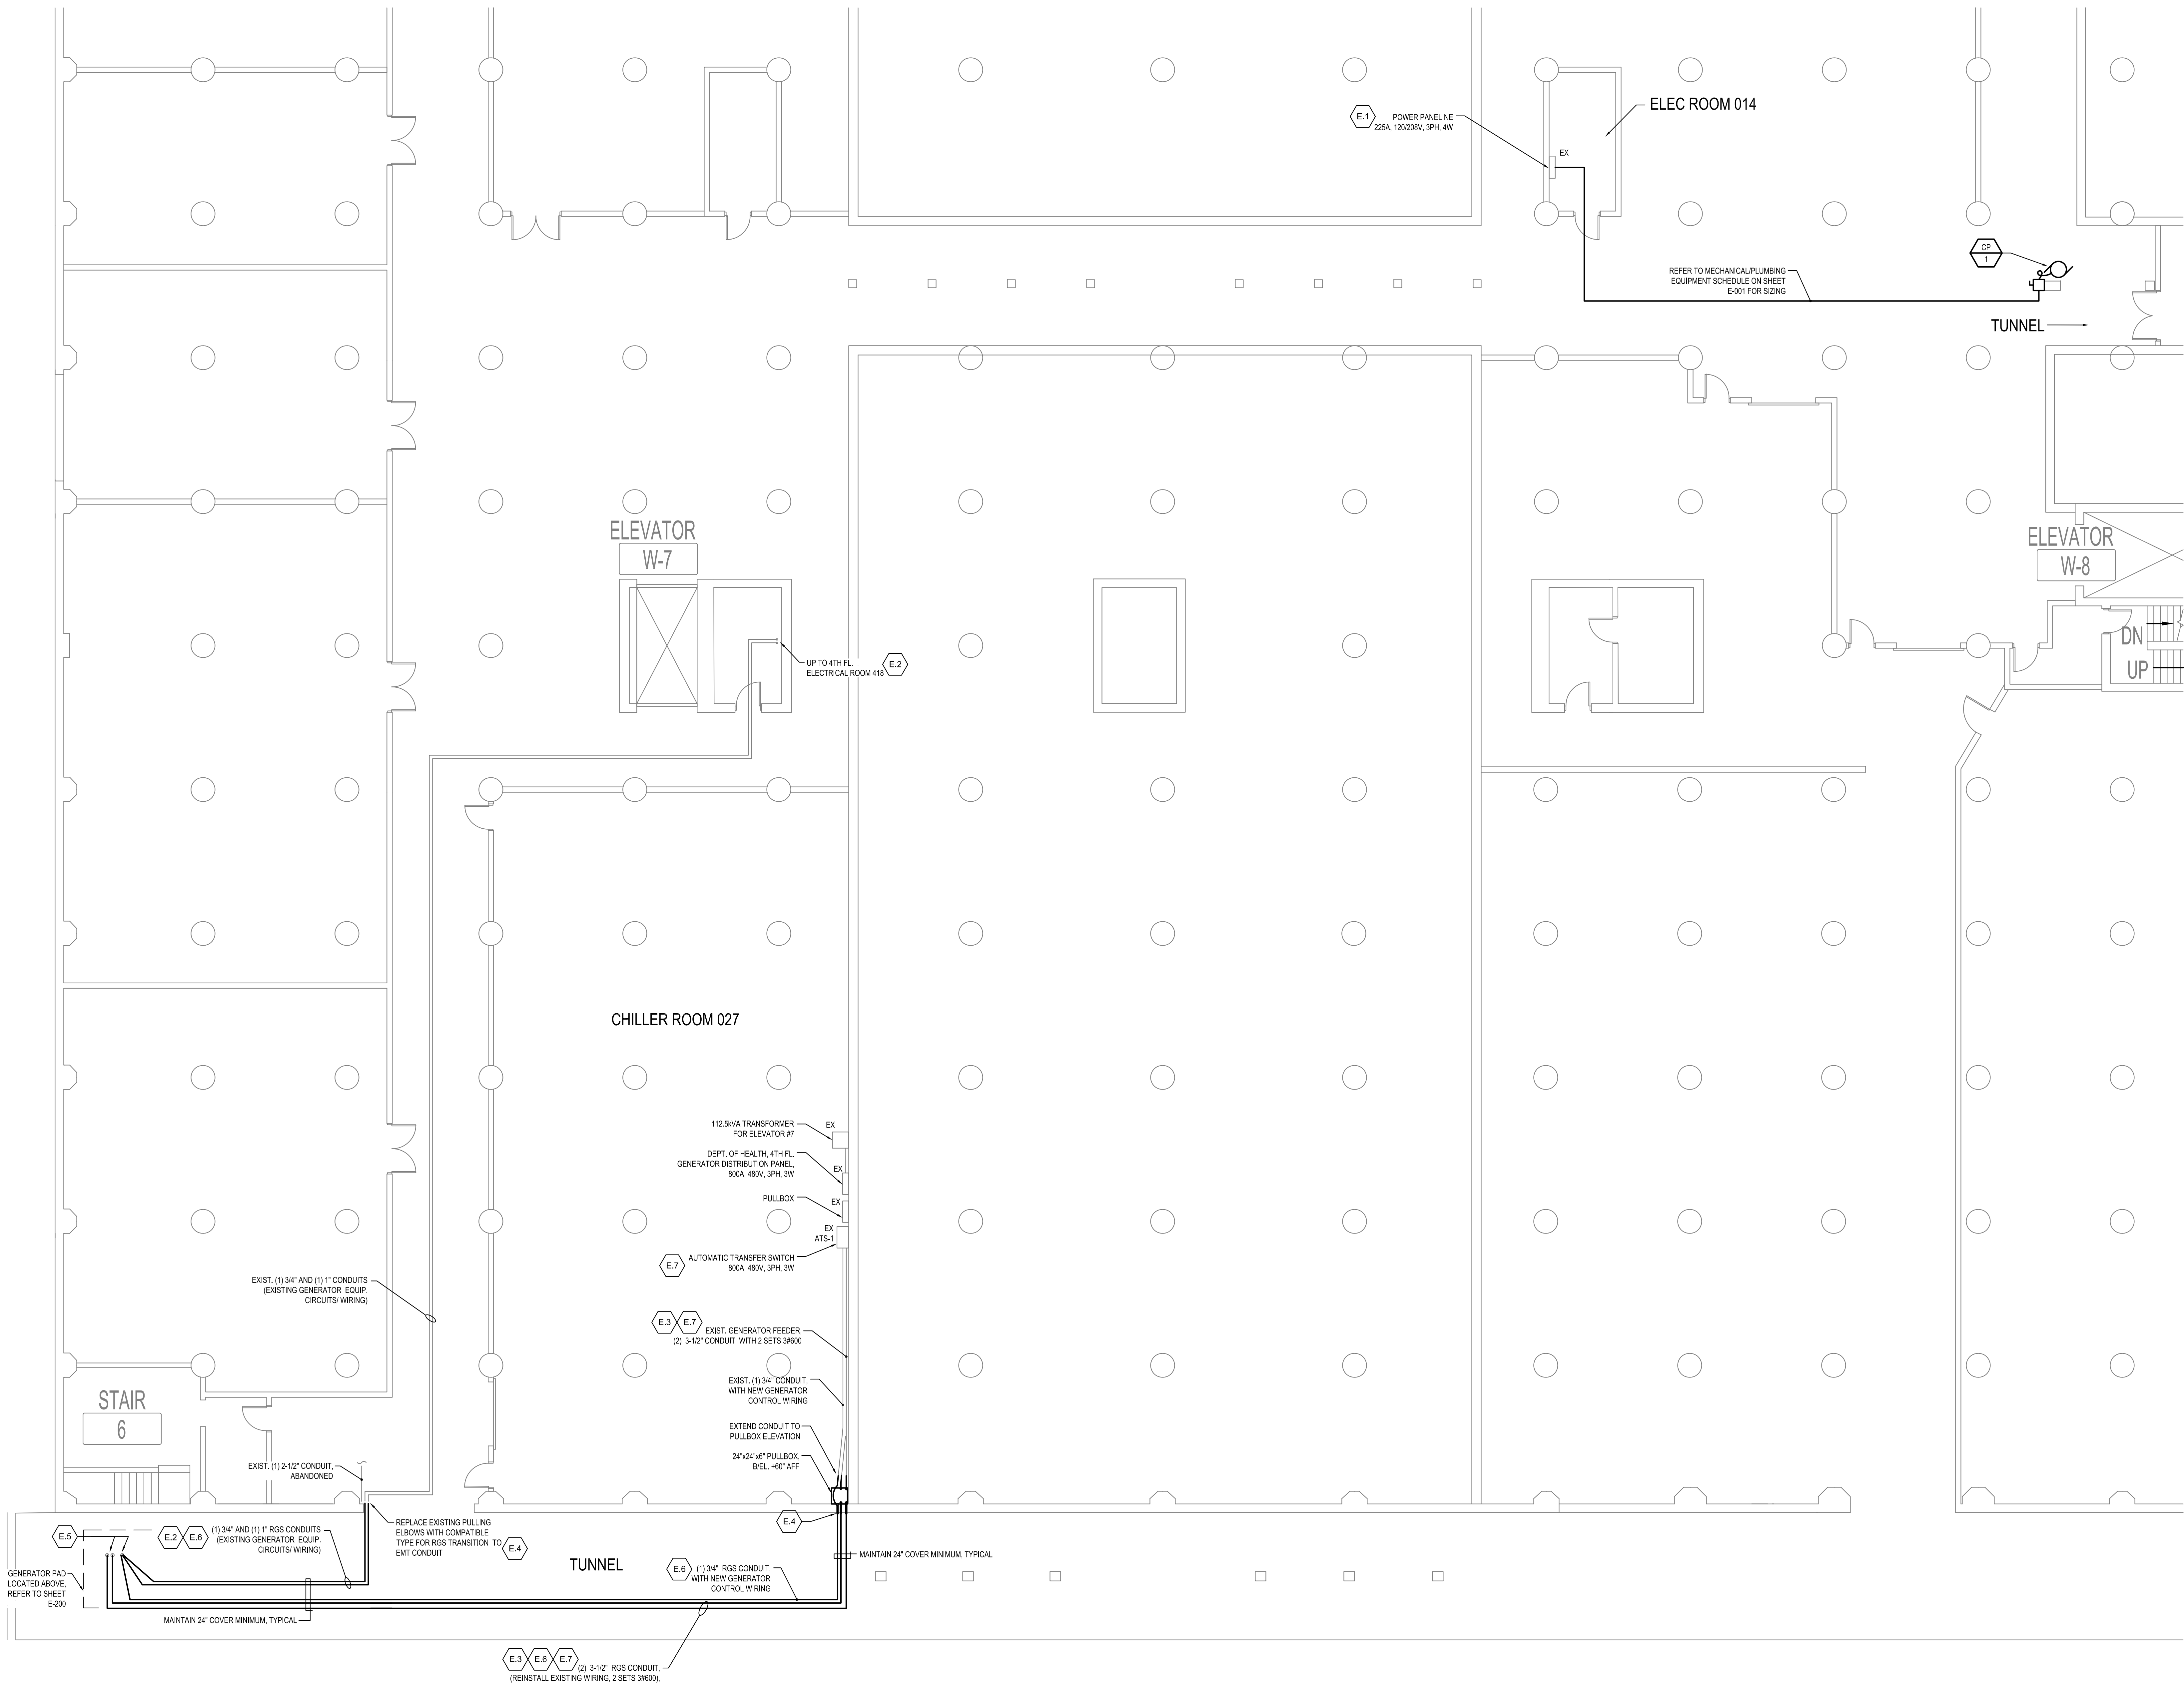 ELEC ROOM 014
E.1
POWER PANEL NE
225A, 120/208V, 3PH, 4W
EX
CP
1
REFER TO MECHANICAL/PLUMBING
EQUIPMENT SCHEDULE ON SHEET
E-001 FOR SIZING
TUNNEL
ELEVATOR
W-7
ELEVATOR
W-8
DN
UP
UP TO 4TH FL.
ELECTRICAL ROOM 418
E.2
CHILLER ROOM 027
112.5kVA TRANSFORMER
FOR ELEVATOR #7
EX
DEPT. OF HEALTH, 4TH FL.
GENERATOR DISTRIBUTION PANEL,
800A, 480V, 3PH, 3W
EX
PULLBOX
EX
EX
ATS-1
AUTOMATIC TRANSFER SWITCH
800A, 480V, 3PH, 3W
E.7
EXIST. (1) 3/4" AND (1) 1" CONDUITS
(EXISTING GENERATOR EQUIP.
CIRCUITS/ WIRING)
E.3
E.7
EXIST. GENERATOR FEEDER,
(2) 3-1/2" CONDUIT WITH 2 SETS 3#600
EXIST. (1) 3/4" CONDUIT,
WITH NEW GENERATOR
CONTROL WIRING
STAIR
6
EXTEND CONDUIT TO
PULLBOX ELEVATION
24"x24"x6" PULLBOX,
B/EL. +60" AFF
EXIST. (1) 2-1/2" CONDUIT,
ABANDONED
E.5
E.2
E.6
(1) 3/4" AND (1) 1" RGS CONDUITS
(EXISTING GENERATOR EQUIP.
CIRCUITS/ WIRING)
REPLACE EXISTING PULLING
ELBOWS WITH COMPATIBLE
TYPE FOR RGS TRANSITION TO
EMT CONDUIT
E.4
E.4
TUNNEL
MAINTAIN 24" COVER MINIMUM, TYPICAL
GENERATOR PAD
LOCATED ABOVE,
REFER TO SHEET
E-200
E.6
(1) 3/4" RGS CONDUIT,
WITH NEW GENERATOR
CONTROL WIRING
MAINTAIN 24" COVER MINIMUM, TYPICAL
E.3
E.6
E.7
(2) 3-1/2" RGS CONDUIT,
(REINSTALL EXISTING WIRING, 2 SETS 3#600),